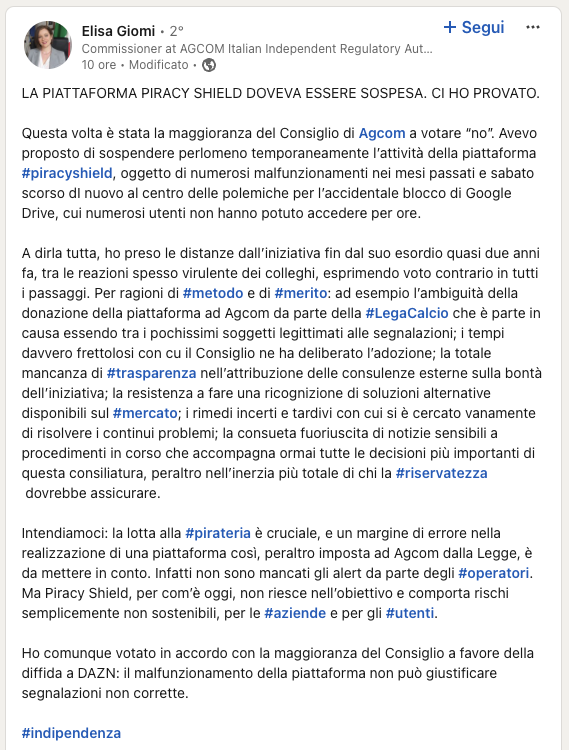 Elisa Giomi • 2°
+ Segui ...
Commissioner at AGCOM Italian Independent Regulatory Aut...
10 ore • Modificato •
LA PIATTAFORMA PIRACY SHIELD DOVEVA ESSERE SOSPESA. CI HO PROVATO.
Questa volta è stata la maggioranza del Consiglio di Agcom a votare “no”. Avevo
proposto di sospendere perlomeno temporaneamente l’attività della piattaforma
#piracyshield, oggetto di numerosi malfunzionamenti nei mesi passati e sabato
scorso dI nuovo al centro delle polemiche per l’accidentale blocco di Google
Drive, cui numerosi utenti non hanno potuto accedere per ore.
A dirla tutta, ho preso le distanze dall’iniziativa fin dal suo esordio quasi due anni
fa, tra le reazioni spesso virulente dei colleghi, esprimendo voto contrario in tutti
i passaggi. Per ragioni di #metodo e di #merito: ad esempio l’ambiguità della
donazione della piattaforma ad Agcom da parte della #LegaCalcio che è parte in
causa essendo tra i pochissimi soggetti legittimati alle segnalazioni; i tempi
davvero frettolosi con cui il Consiglio ne ha deliberato l’adozione; la totale
mancanza di #trasparenza nell’attribuzione delle consulenze esterne sulla bontà
dell’iniziativa; la resistenza a fare una ricognizione di soluzioni alternative
disponibili sul #mercato; i rimedi incerti e tardivi con cui si è cercato vanamente
di risolvere i continui problemi; la consueta fuoriuscita di notizie sensibili a
procedimenti in corso che accompagna ormai tutte le decisioni più importanti di
questa consiliatura, peraltro nell’inerzia più totale di chi la #riservatezza
dovrebbe assicurare.
Intendiamoci: la lotta alla #pirateria è cruciale, e un margine di errore nella
realizzazione di una piattaforma così, peraltro imposta ad Agcom dalla Legge, è
da mettere in conto. Infatti non sono mancati gli alert da parte degli #operatori.
Ma Piracy Shield, per com’è oggi, non riesce nell’obiettivo e comporta rischi
semplicemente non sostenibili, per le #aziende e per gli #utenti.
Ho comunque votato in accordo con la maggioranza del Consiglio a favore della
diffida a DAZN: il malfunzionamento della piattaforma non può giustificare
segnalazioni non corrette.
#indipendenza